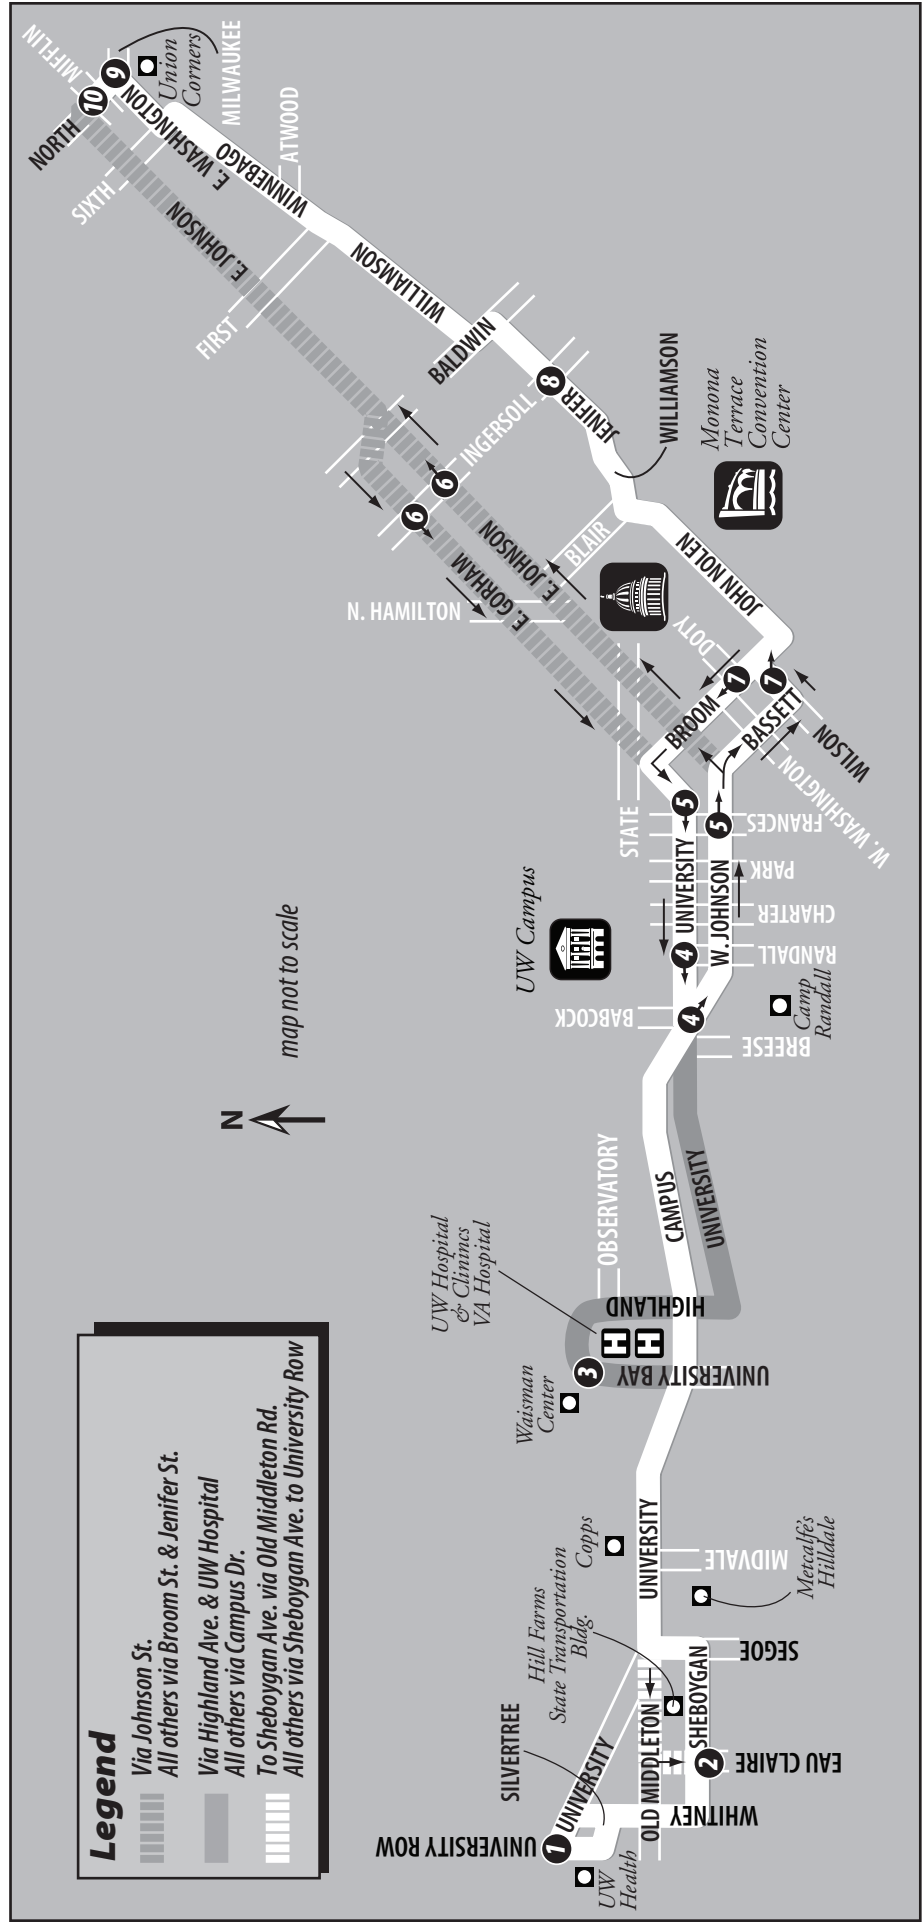 Legend
Via Johnson St.
All others via Broom St. & Jenifer St.
Via Highland Ave. & UW Hospital
All others via Campus Dr.
To Sheboygan Ave. via Old Middleton Rd.
All others via Sheboygan Ave. to University Row
N
map not to scale
UNIVERSITY ROW
1
UW
Health
SILVERTREE
UNIVERSITY
OLD MIDDLETON
WHITNEY
2
EAU CLAIRE
SHEBOYGAN
SEGOE
Hill Farms
State Transportation
Bldg.
Copps
UNIVERSITY
MIDVALE
Metcalfe's
Hilldale
Waisman
Center
3
UNIVERSITY BAY
H
H
UW Hospital
& Clinincs
VA Hospital
HIGHLAND
OBSERVATORY
CAMPUS
UNIVERSITY
BREESE
BABCOCK
4
4
Camp
Randall
UW Campus
RANDALL
CHARTER
PARK
FRANCES
UNIVERSITY
W. JOHNSON
5
5
STATE
W. WASHINGTON
BROOM
BASSETT
WILSON
7
7
DOTY
JOHN NOLEN
N. HAMILTON
E. GORHAM
E. JOHNSON
BLAIR
Monona
Terrace
Convention
Center
WILLIAMSON
6
6
INGERSOLL
JENIFER
8
BALDWIN
WILLIAMSON
FIRST
E. JOHNSON
WINNEBAGO
ATWOOD
SIXTH
E. WASHINGTON
NORTH
10
9
MIFFLIN
Union
Corners
MILWAUKEE